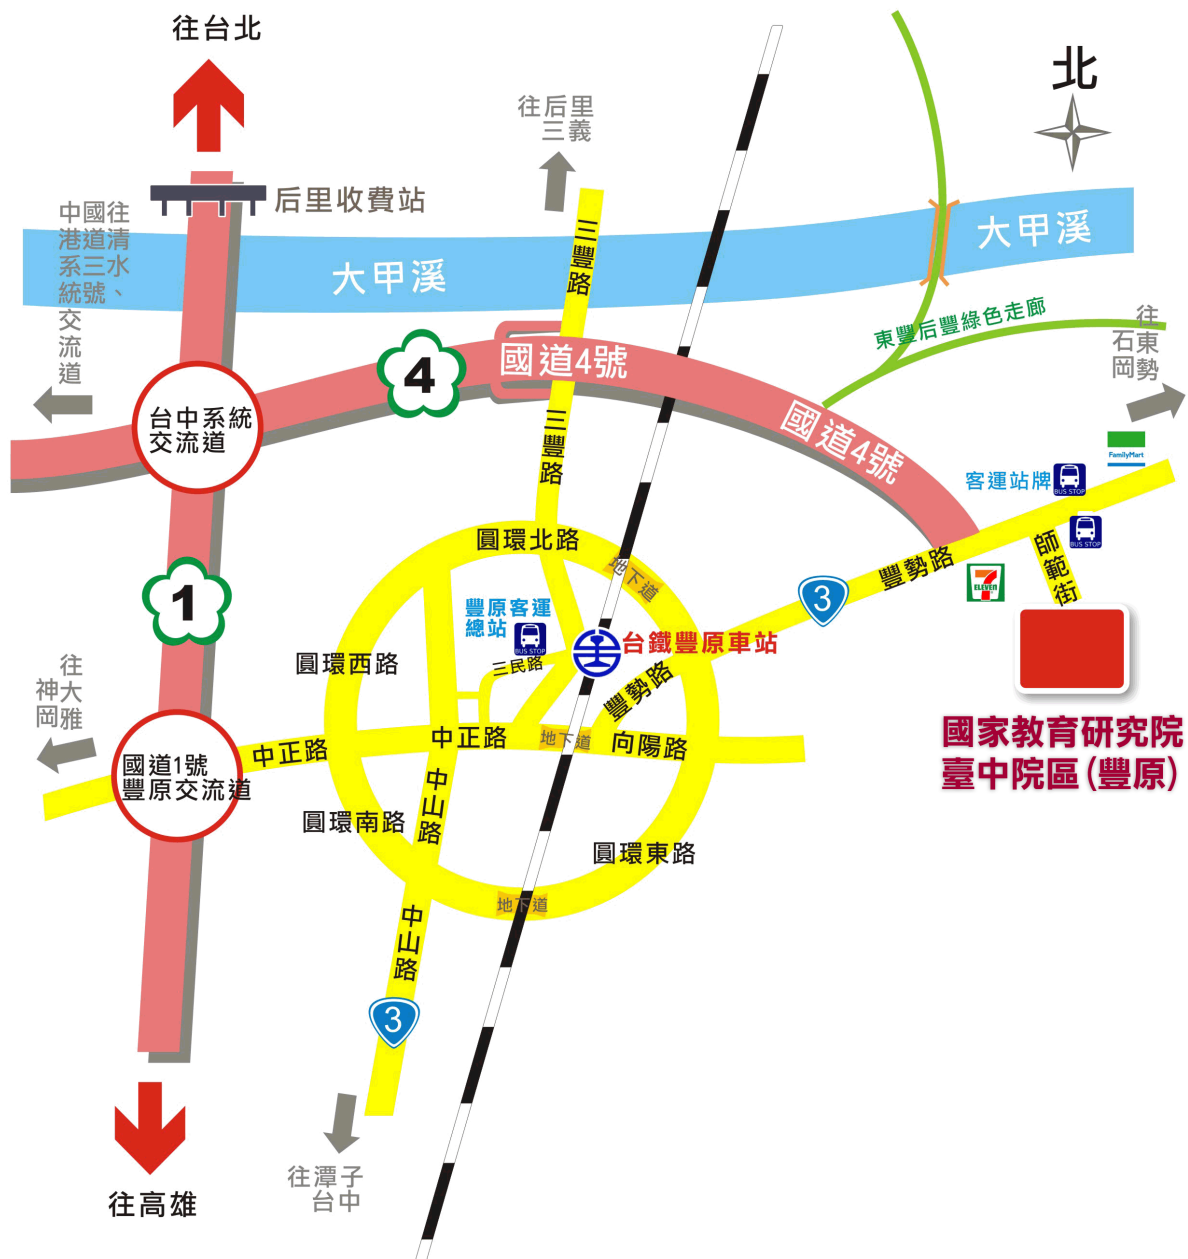 往台北
北
往后里
三義
后里收費站
往清水、
國道三號
中港系統交流道
三豐路
大甲溪
大甲溪
東豐后豐綠色走廊
往東勢
石岡
國道4號
4
國道4號
台中系統
交流道
三豐路
FamilyMart
客運站牌
BUS STOP
BUS STOP
圓環北路
師範街
地下道
豐勢路
7
ELEVEN
1
3
豐原客運
總站
BUS STOP
台鐵豐原車站
三民路
圓環西路
豐勢路
往大雅
神岡
國家教育研究院
臺中院區(豐原)
中正路
中正路
地下道
向陽路
國道1號
豐原交流道
中山路
圓環南路
圓環東路
地下道
中山路
3
往潭子
台中
往高雄